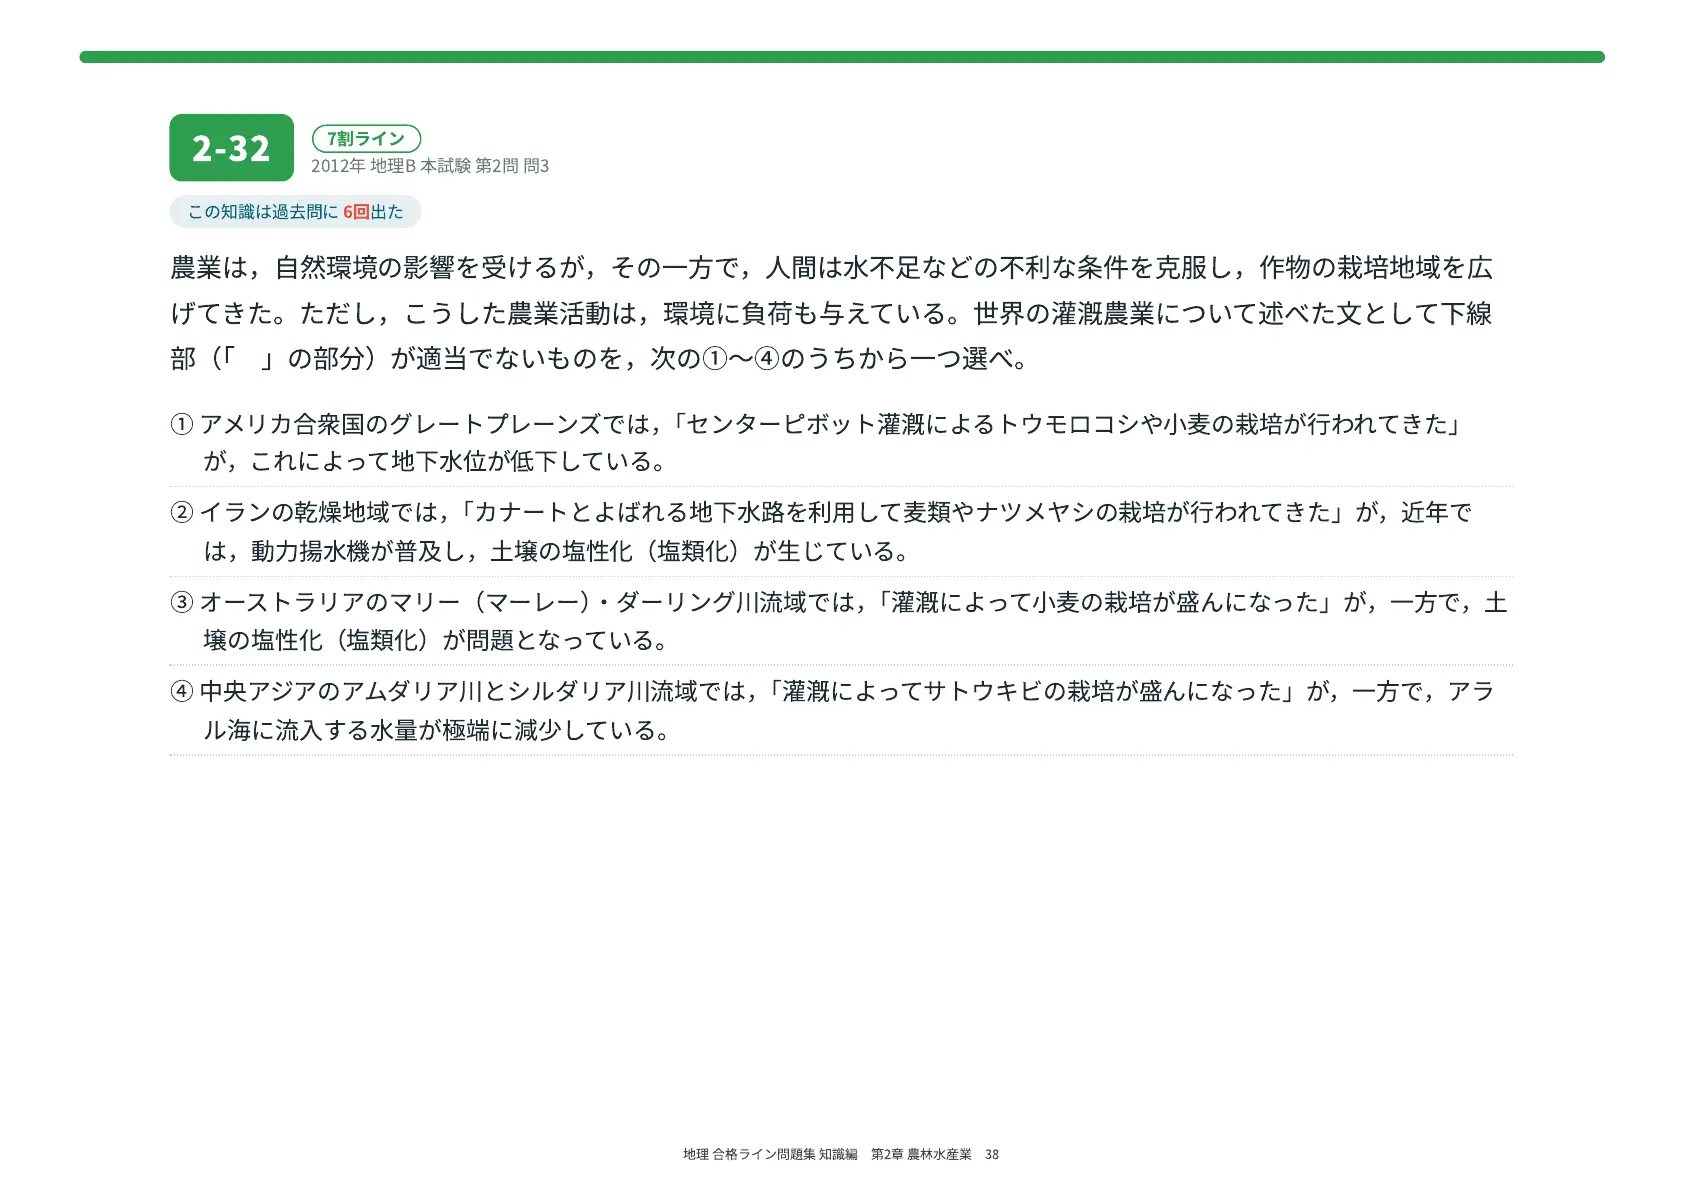 2-32
7割ライン
2012年 地理B 本試験 第2問 問3
この知識は過去問に 6回出た
農業は，自然環境の影響を受けるが，その一方で，人間は水不足などの不利な条件を克服し，作物の栽培地域を広
げてきた。ただし，こうした農業活動は，環境に負荷も与えている。世界の灌漑農業について述べた文として下線
部（「　」の部分）が適当でないものを，次の①～④のうちから一つ選べ。
① アメリカ合衆国のグレートプレーンズでは，「センターピボット灌漑によるトウモロコシや小麦の栽培が行われてきた」
が，これによって地下水位が低下している。
② イランの乾燥地域では，「カナートとよばれる地下水路を利用して麦類やナツメヤシの栽培が行われてきた」が，近年で
は，動力揚水機が普及し，土壌の塩性化（塩類化）が生じている。
③ オーストラリアのマリー（マーレー）・ダーリング川流域では，「灌漑によって小麦の栽培が盛んになった」が，一方で，土
壌の塩性化（塩類化）が問題となっている。
④ 中央アジアのアムダリア川とシルダリア川流域では，「灌漑によってサトウキビの栽培が盛んになった」が，一方で，アラ
ル海に流入する水量が極端に減少している。
地理 合格ライン問題集 知識編　第2章 農林水産業　38